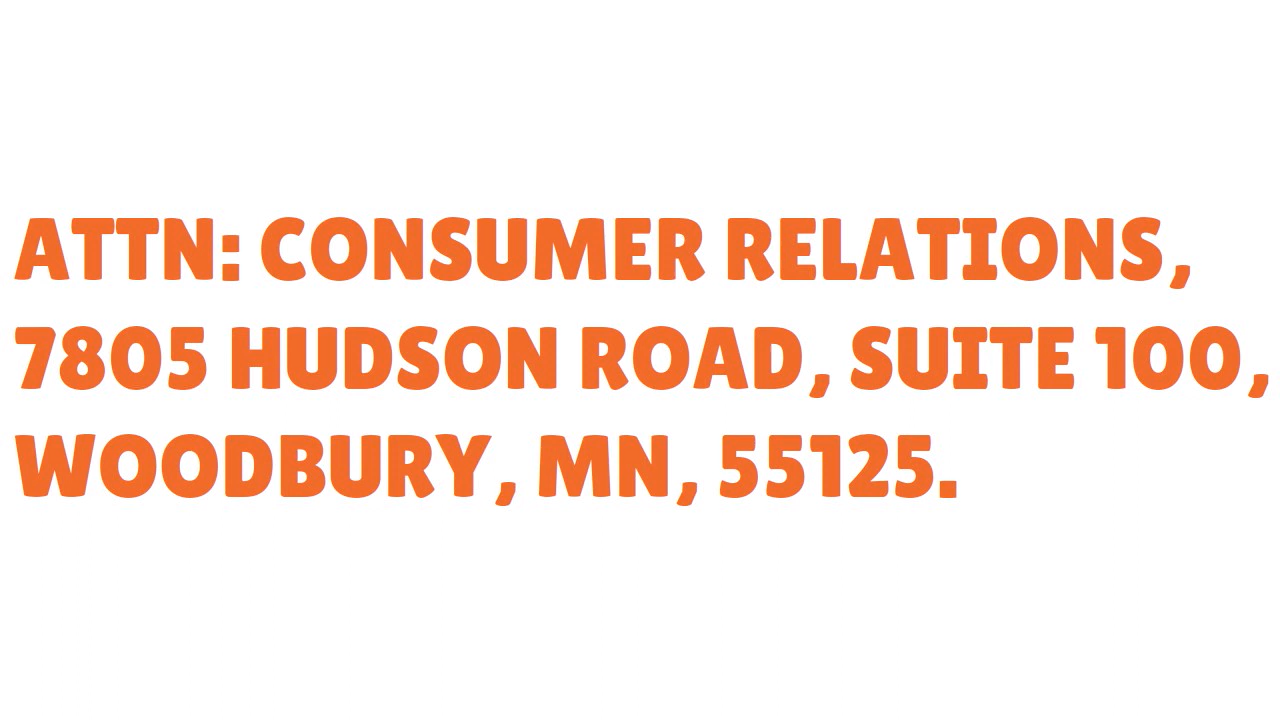 ATTN: CONSUMER RELATIONS,
7805 HUDSON ROAD, SUITE 100,
WOODBURY, MN, 55125.